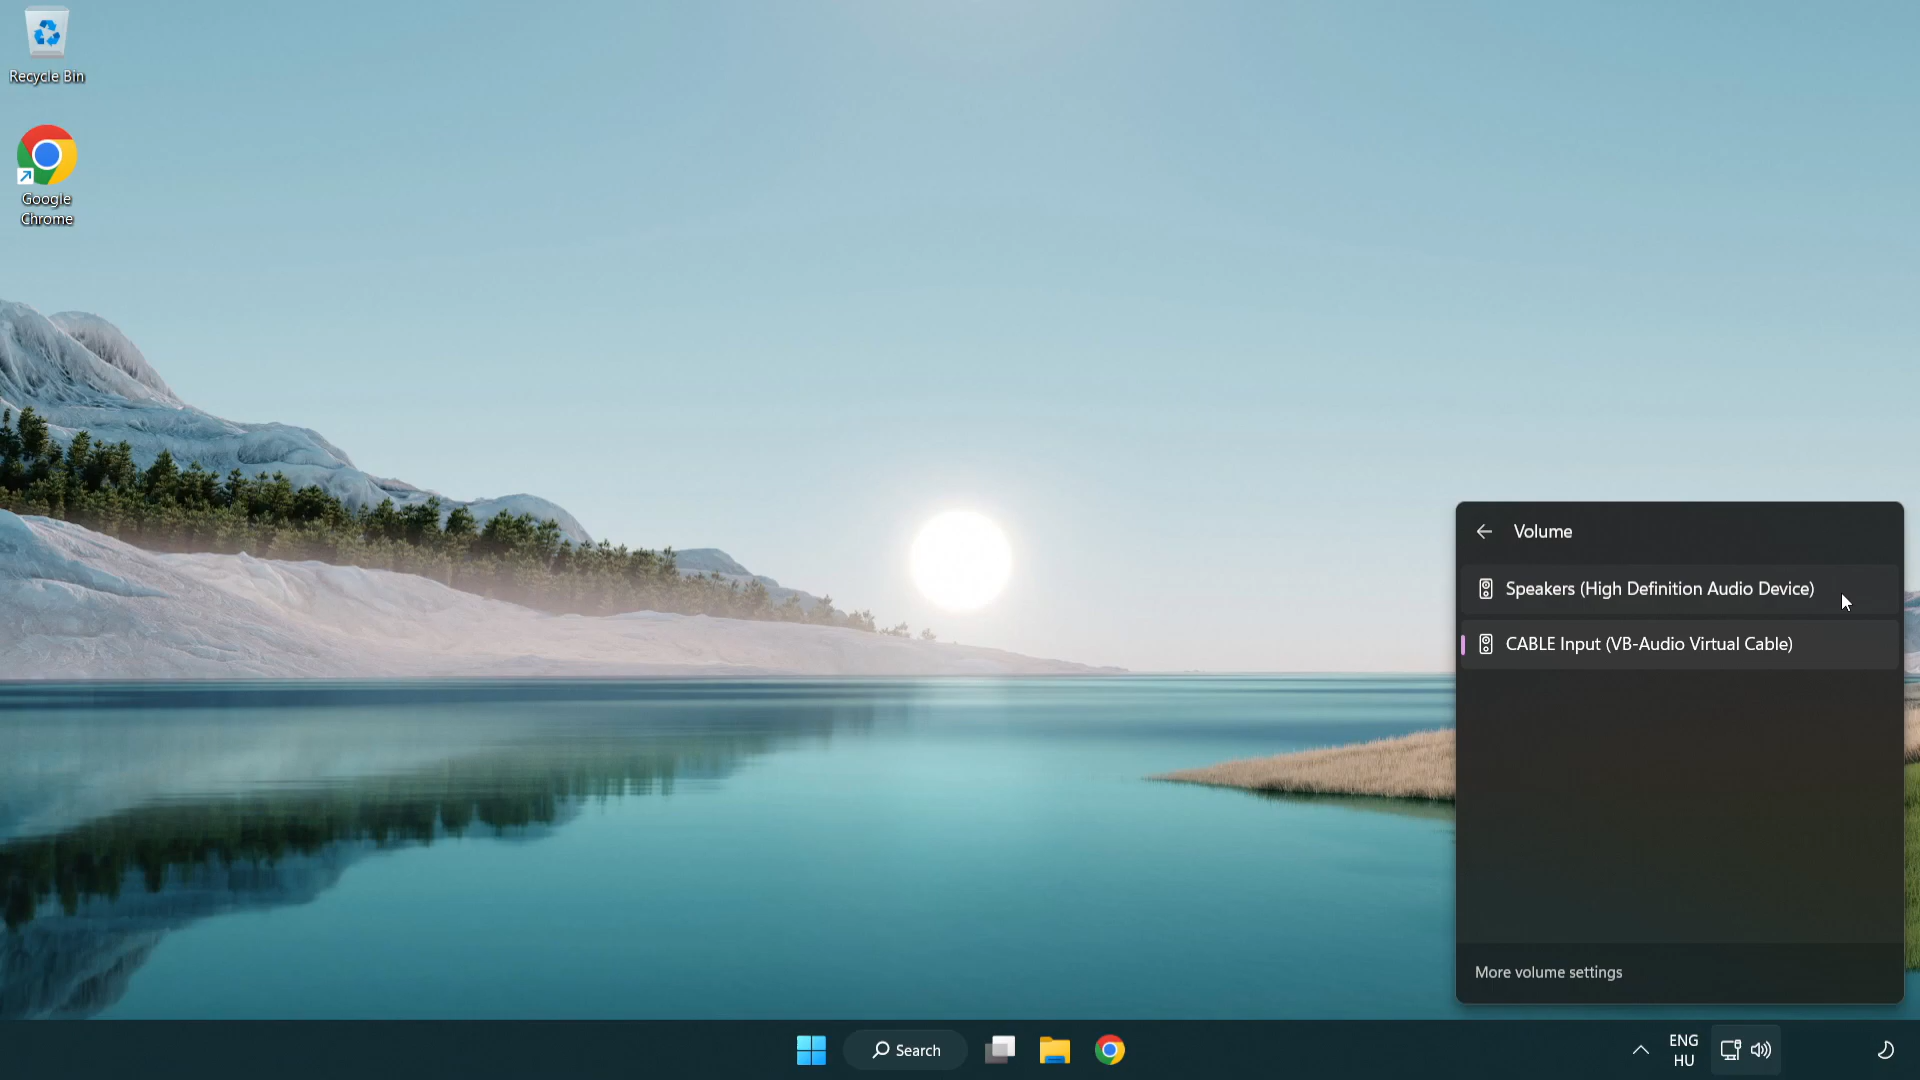 Recycle Bin
Google
Chrome
Volume
Speakers (High Definition Audio Device)
CABLE Input (VB-Audio Virtual Cable)
More volume settings
Search
ENG
HU